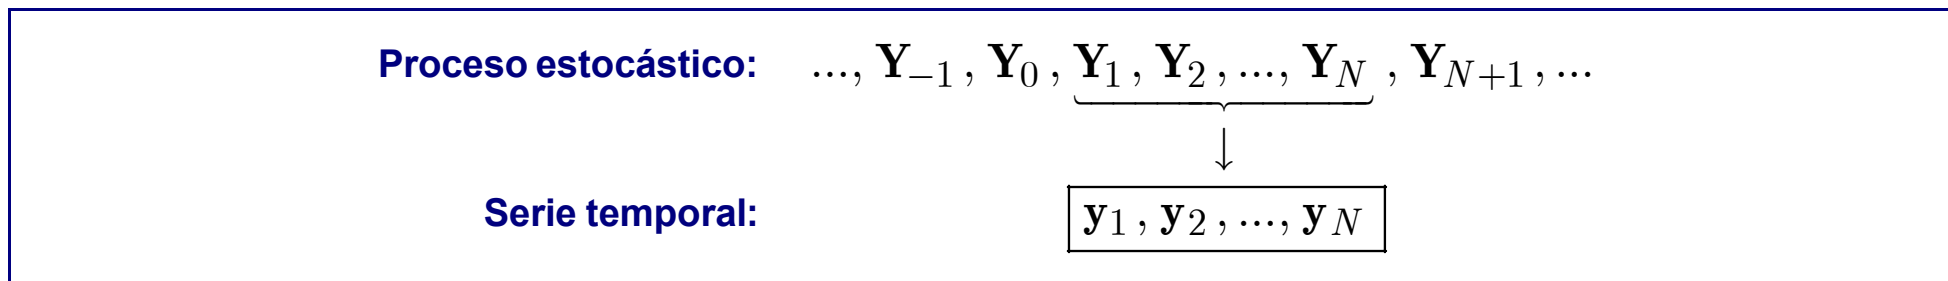 Proceso estocástico: ..., Y₋₁ , Y₀ , Y₁ , Y₂ , ..., Y_N , Y_{N+1} , ...
↓
Serie temporal: y₁ , y₂ , ..., y_N